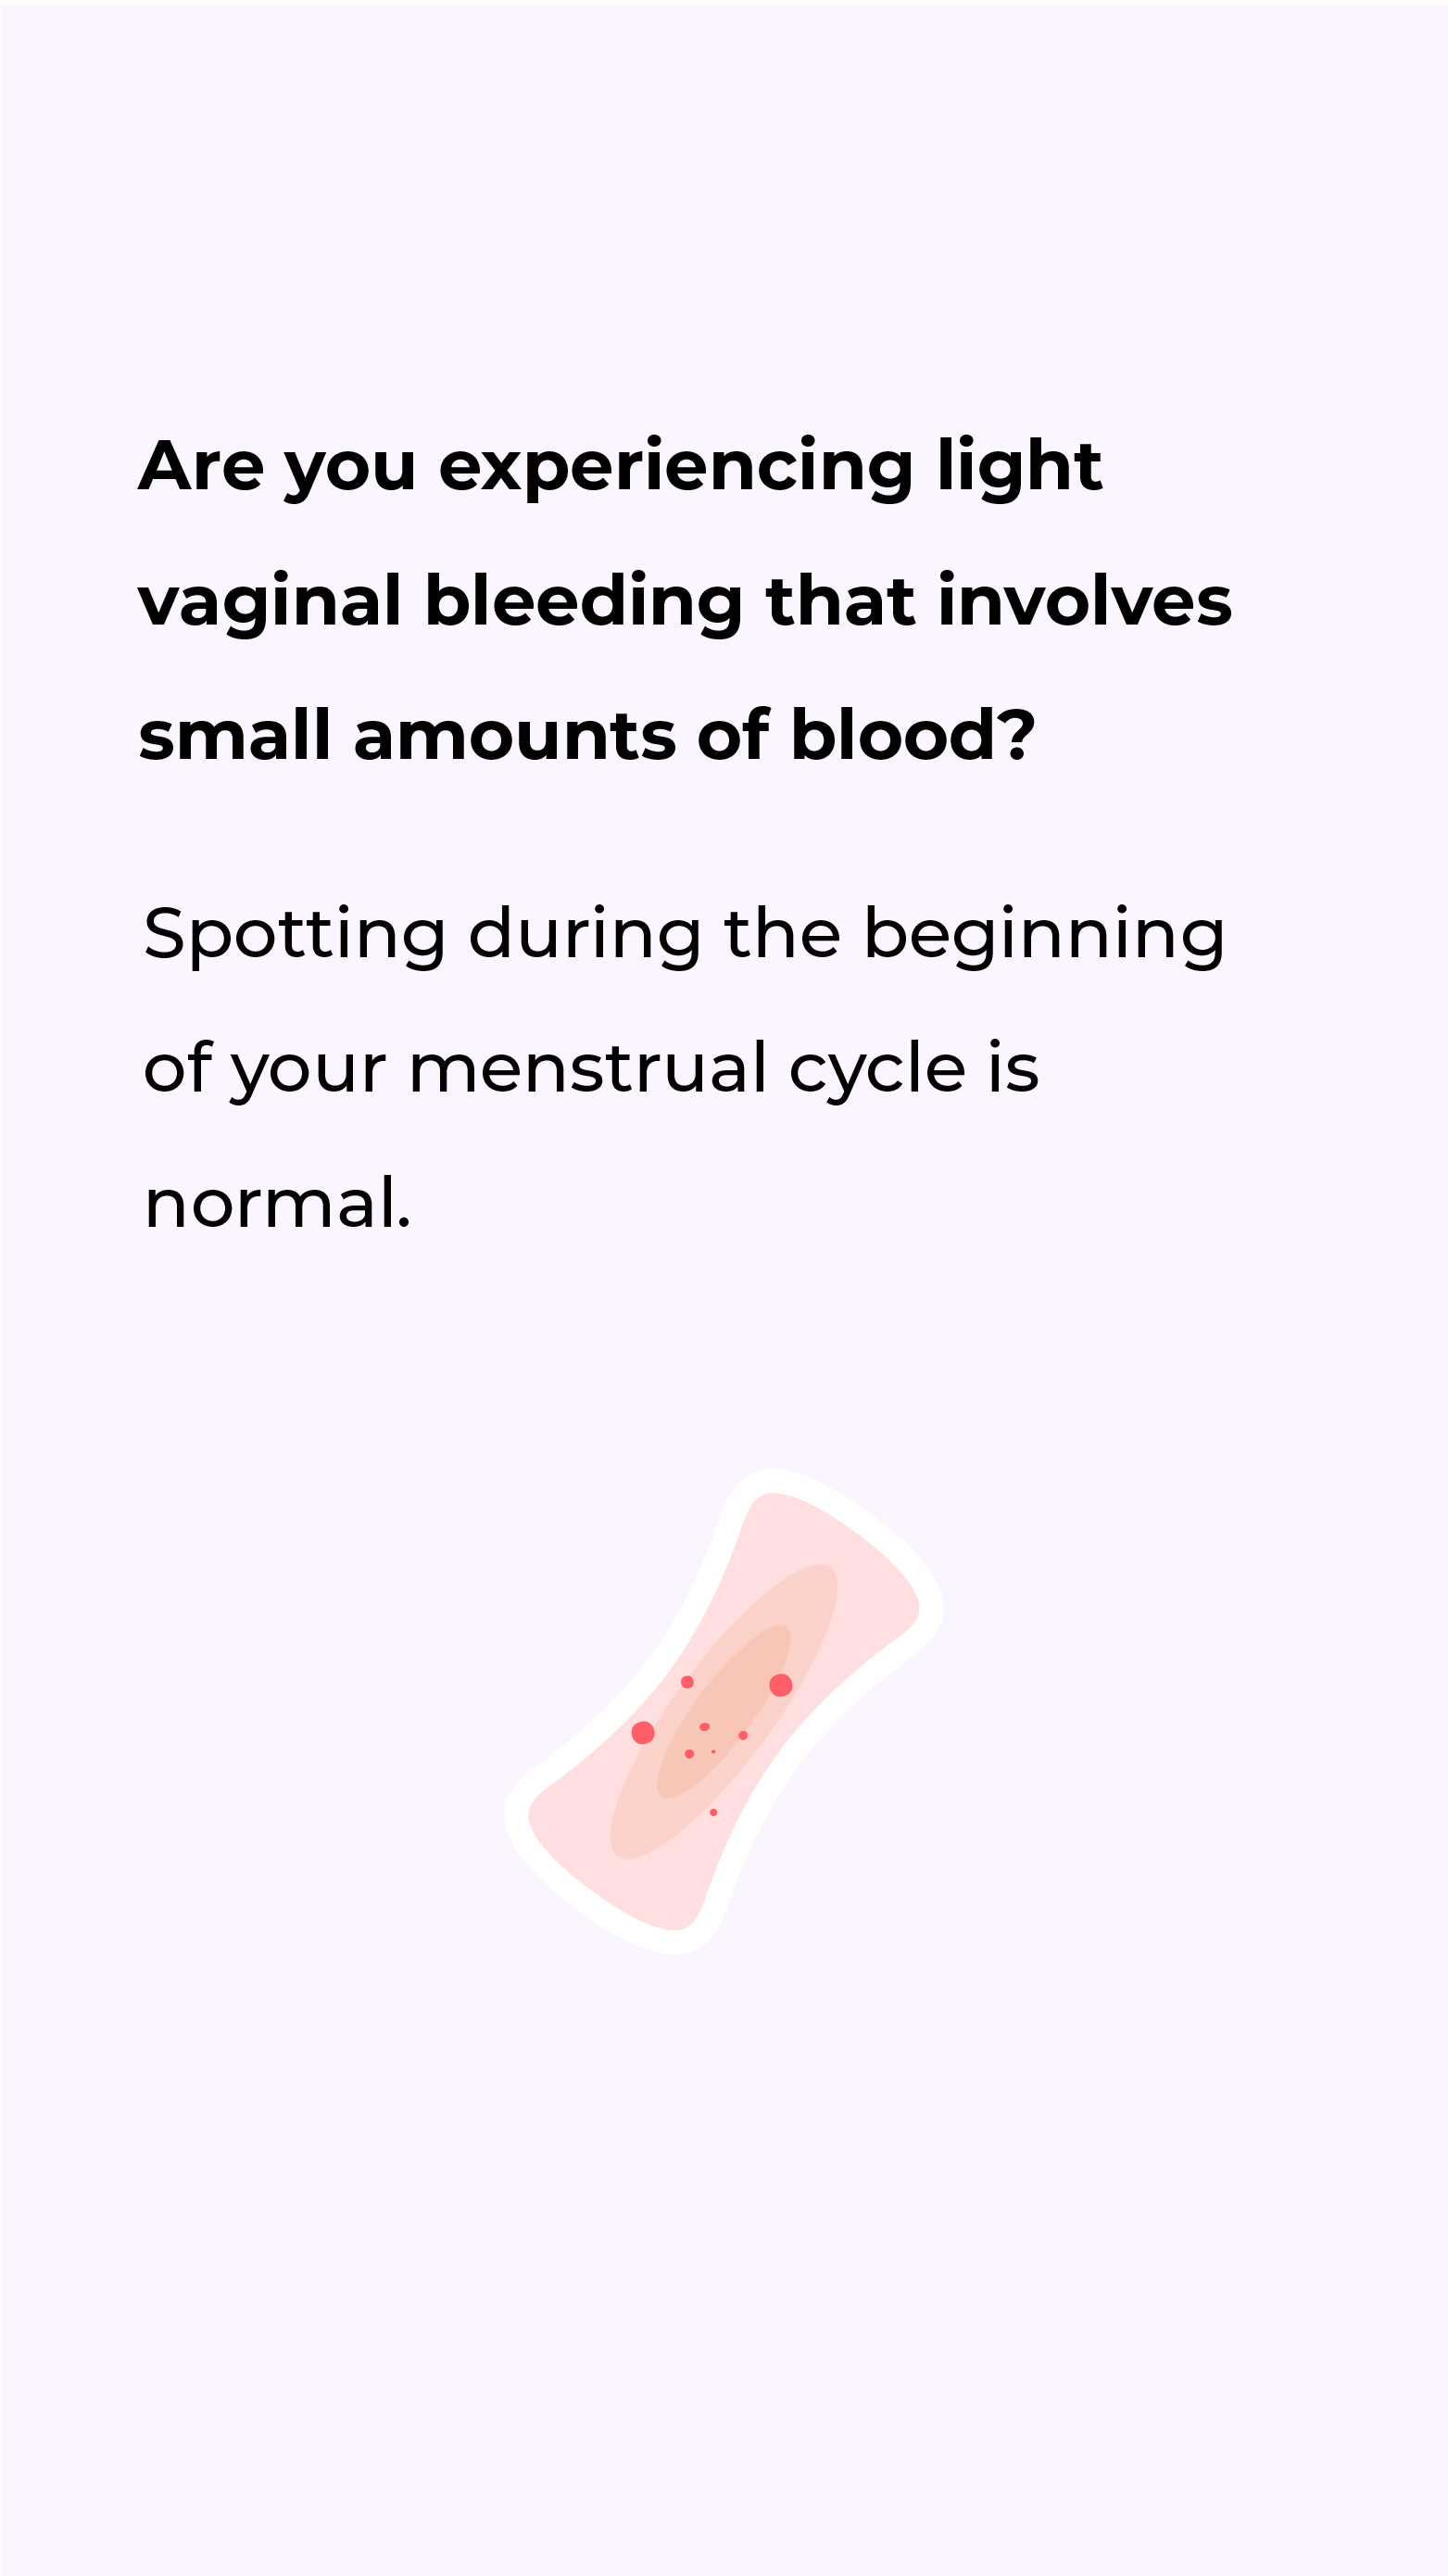 Are you experiencing light
vaginal bleeding that involves
small amounts of blood?
Spotting during the beginning
of your menstrual cycle is
normal.